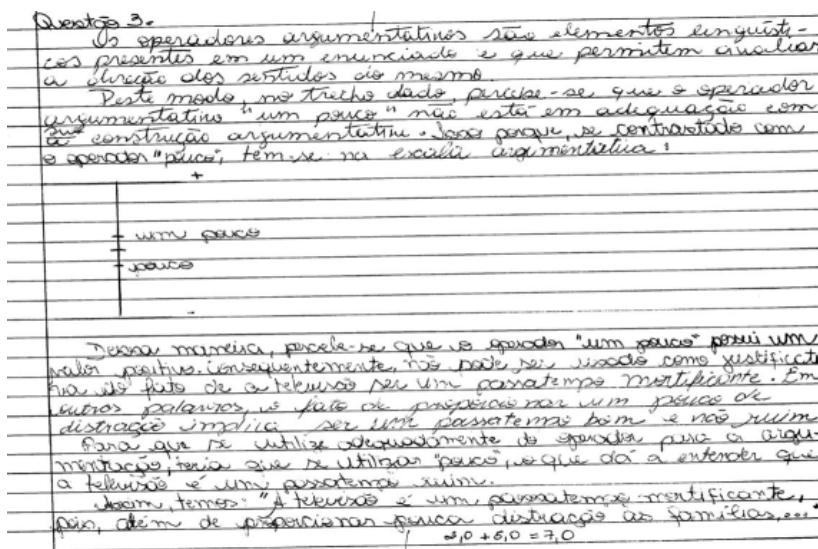 Questão 3.
Os operadores argumentativos são elementos linguísti-
cos presentes em um enunciado e que permitem avaliar
a direção dos sentidos do mesmo.
Deste modo, no trecho dado, percebe-se que o operador
argumentativo "um pouco" não está em adequação com
a construção argumentativa. Isso porque, se contrastado com
o operador "pouco", tem-se na escala argumentativa:
+
um pouco
pouco
-
Dessa maneira, percebe-se que o operador "um pouco" possui um
valor positivo. Consequentemente, não pode ser usado como justificati-
va do fato de a televisão ser um passatempo mortificante. Em
outras palavras, o fato de proporcionar um pouco de
distração implica ser um passatempo bom e não ruim
Para que se utilize adequadamente do operador para a argu-
mentação, teria que se utilizar "pouco", o que dá a entender que
a televisão é um passatempo ruim.
Assim, temos: "A televisão é um passatempo mortificante,
pois, além de proporcionar pouca distração às famílias,..."
2,0 + 5,0 = 7,0